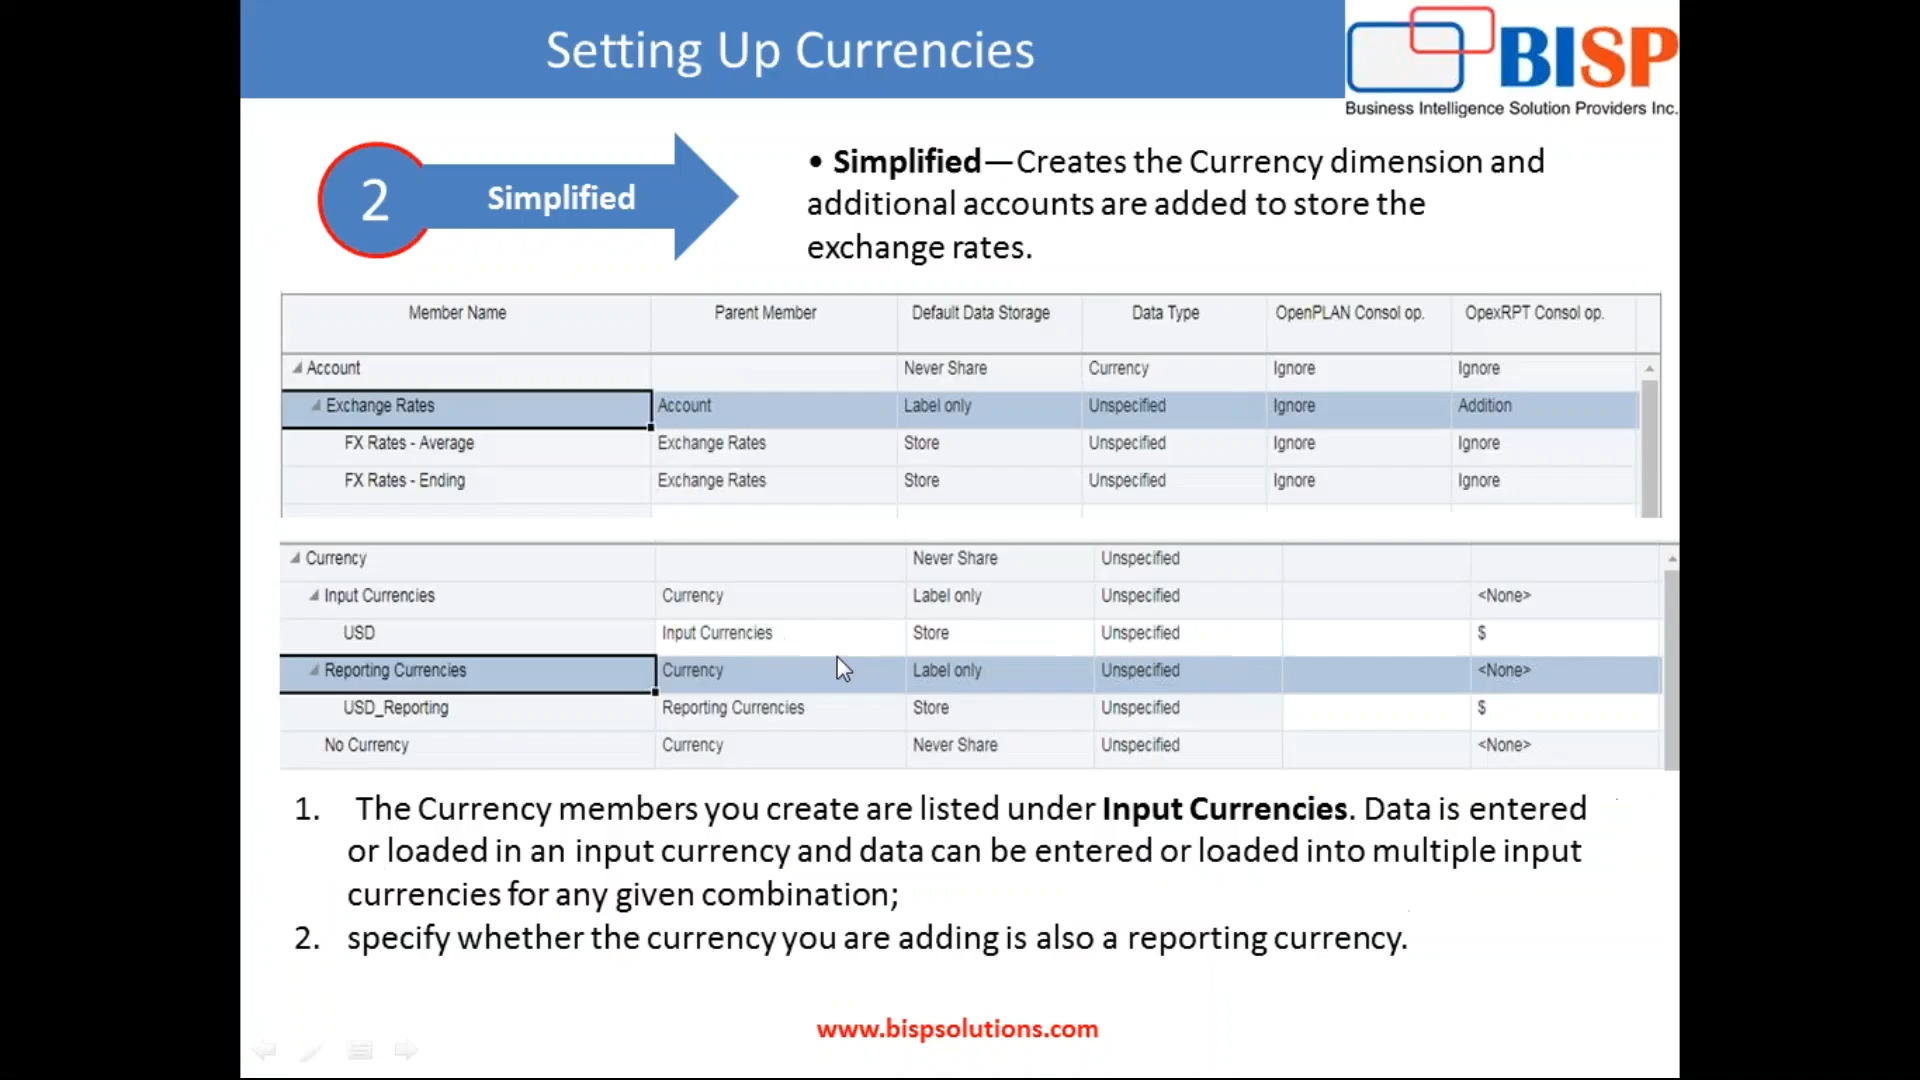 Setting Up Currencies
BISP
Business Intelligence Solution Providers Inc.
2
Simplified
• Simplified—Creates the Currency dimension and
additional accounts are added to store the
exchange rates.
Member Name Parent Member Default Data Storage Data Type OpenPLAN Consol op. OpexRPT Consol op.
Account Never Share Currency Ignore Ignore
Exchange Rates Account Label only Unspecified Ignore Addition
FX Rates - Average Exchange Rates Store Unspecified Ignore Ignore
FX Rates - Ending Exchange Rates Store Unspecified Ignore Ignore
Currency Never Share Unspecified
Input Currencies Currency Label only Unspecified <None>
USD Input Currencies Store Unspecified $
Reporting Currencies Currency Label only Unspecified <None>
USD_Reporting Reporting Currencies Store Unspecified $
No Currency Currency Never Share Unspecified <None>
1. The Currency members you create are listed under Input Currencies. Data is entered
or loaded in an input currency and data can be entered or loaded into multiple input
currencies for any given combination;
2. specify whether the currency you are adding is also a reporting currency.
www.bispsolutions.com